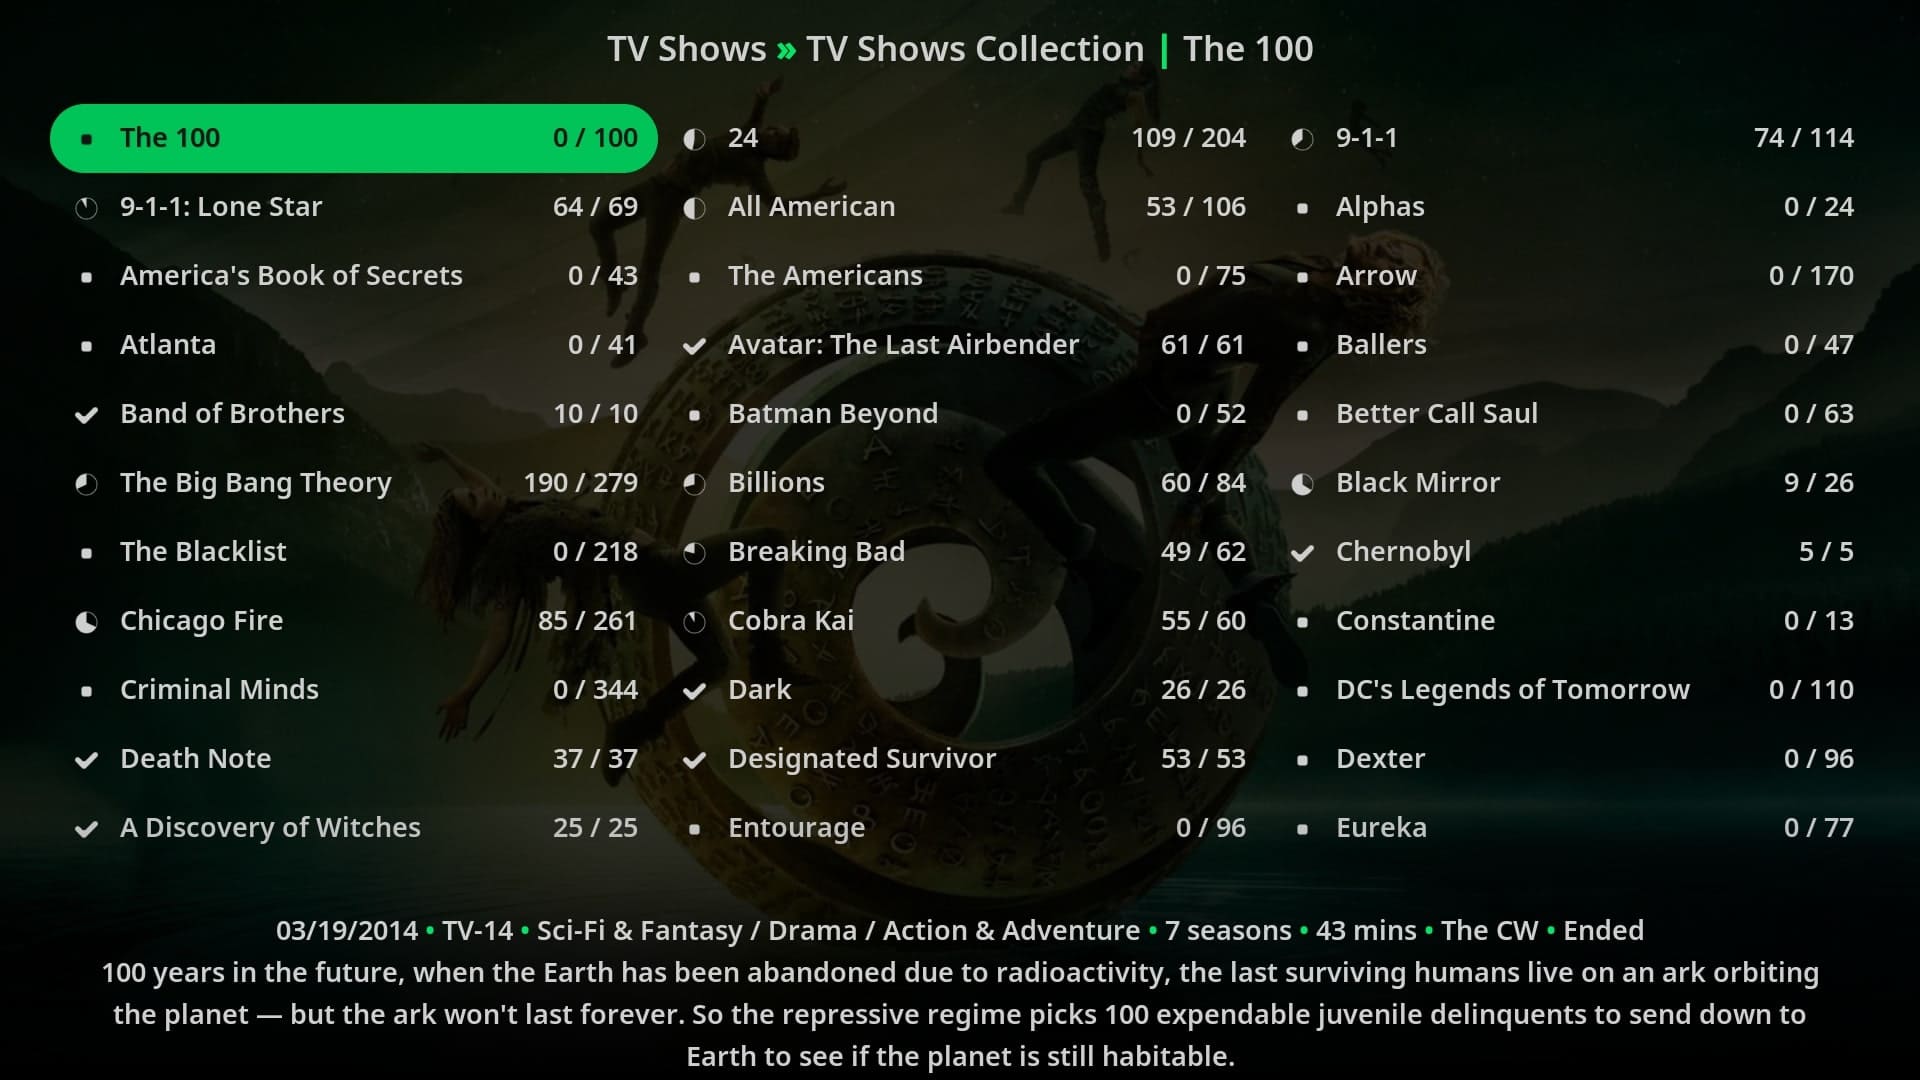 TV Shows » TV Shows Collection | The 100
The 100 0 / 100 24 109 / 204 9-1-1 74 / 114
9-1-1: Lone Star 64 / 69 All American 53 / 106 Alphas 0 / 24
America's Book of Secrets 0 / 43 The Americans 0 / 75 Arrow 0 / 170
Atlanta 0 / 41 Avatar: The Last Airbender 61 / 61 Ballers 0 / 47
Band of Brothers 10 / 10 Batman Beyond 0 / 52 Better Call Saul 0 / 63
The Big Bang Theory 190 / 279 Billions 60 / 84 Black Mirror 9 / 26
The Blacklist 0 / 218 Breaking Bad 49 / 62 Chernobyl 5 / 5
Chicago Fire 85 / 261 Cobra Kai 55 / 60 Constantine 0 / 13
Criminal Minds 0 / 344 Dark 26 / 26 DC's Legends of Tomorrow 0 / 110
Death Note 37 / 37 Designated Survivor 53 / 53 Dexter 0 / 96
A Discovery of Witches 25 / 25 Entourage 0 / 96 Eureka 0 / 77
03/19/2014 • TV-14 • Sci-Fi & Fantasy / Drama / Action & Adventure • 7 seasons • 43 mins • The CW • Ended
100 years in the future, when the Earth has been abandoned due to radioactivity, the last surviving humans live on an ark orbiting
the planet — but the ark won't last forever. So the repressive regime picks 100 expendable juvenile delinquents to send down to
Earth to see if the planet is still habitable.